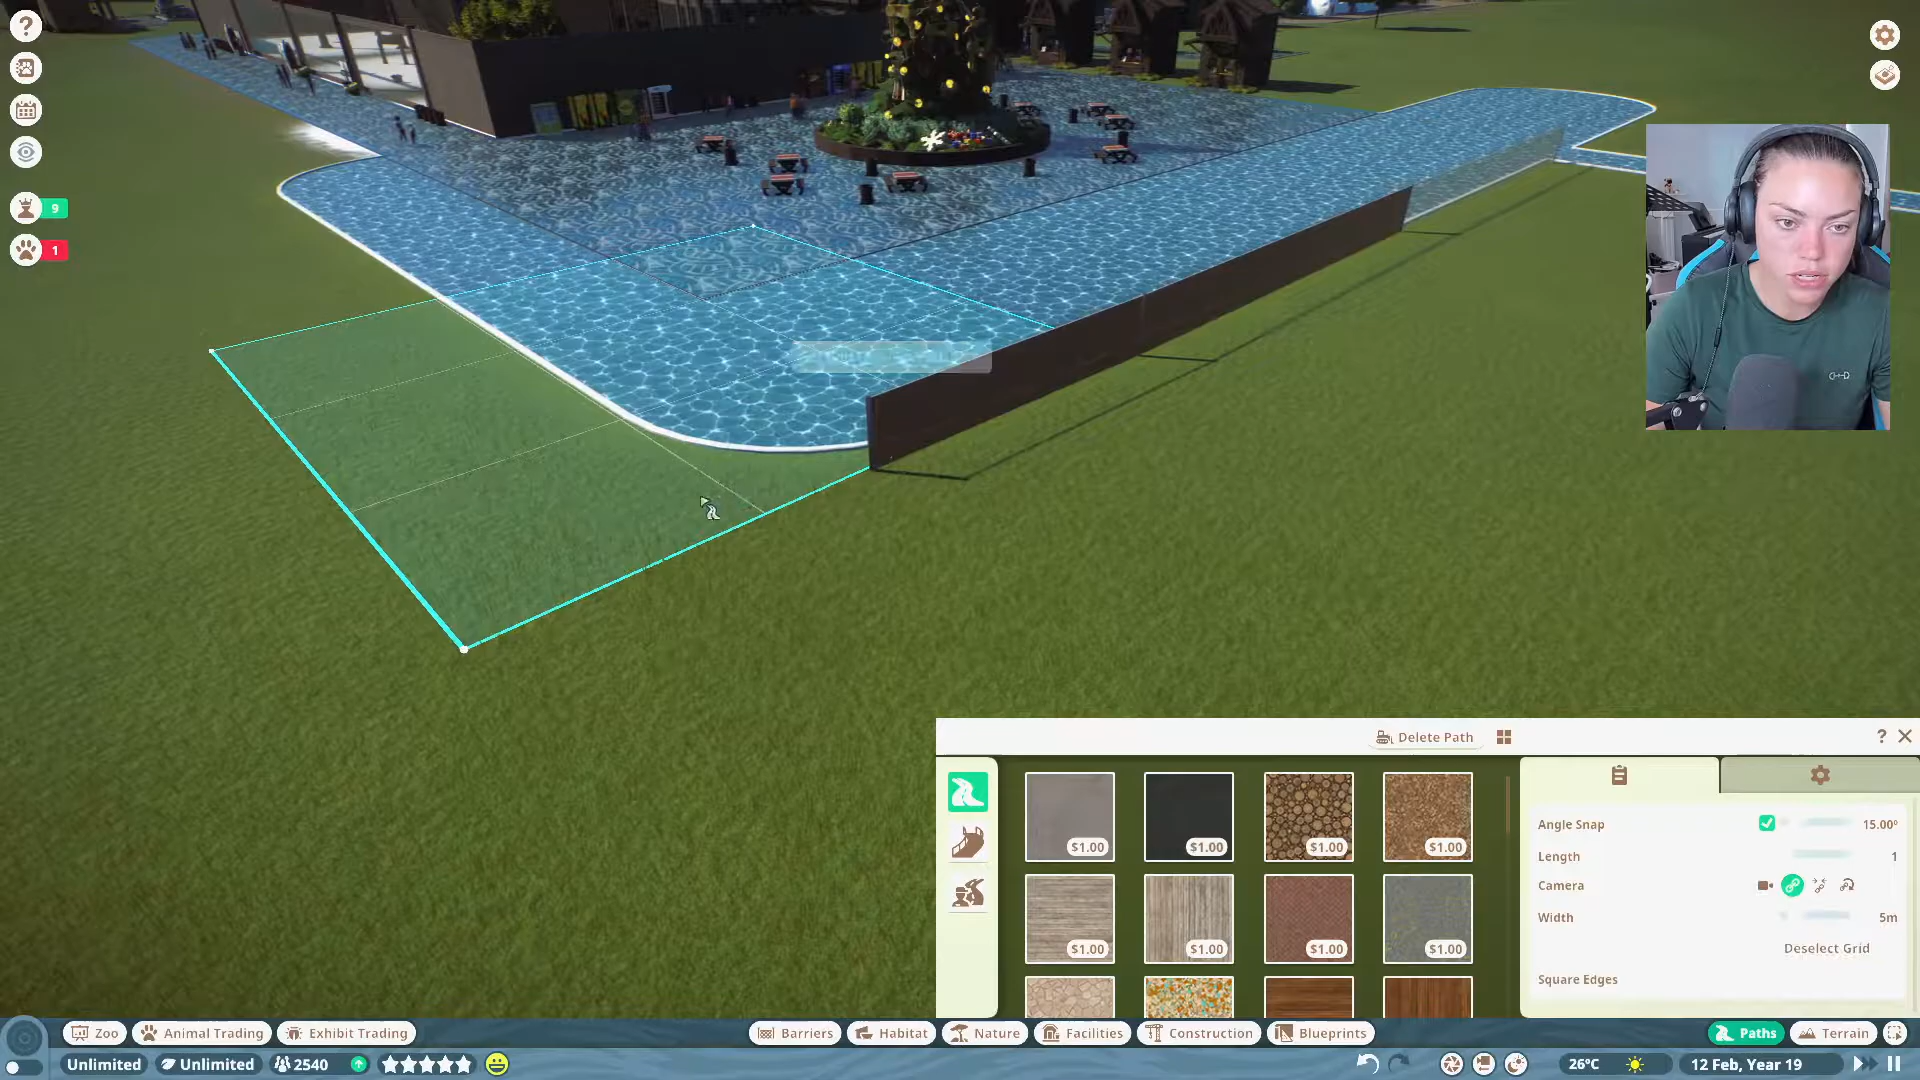 ?
9
1
Delete Path
?
$1.00
$1.00
$1.00
$1.00
$1.00
$1.00
$1.00
$1.00
Angle Snap
15.00°
Length
1
Camera
Width
5m
Deselect Grid
Square Edges
Zoo
Animal Trading
Exhibit Trading
Barriers
Habitat
Nature
Facilities
Construction
Blueprints
Paths
Terrain
Unlimited
Unlimited
2540
26°C
12 Feb, Year 19